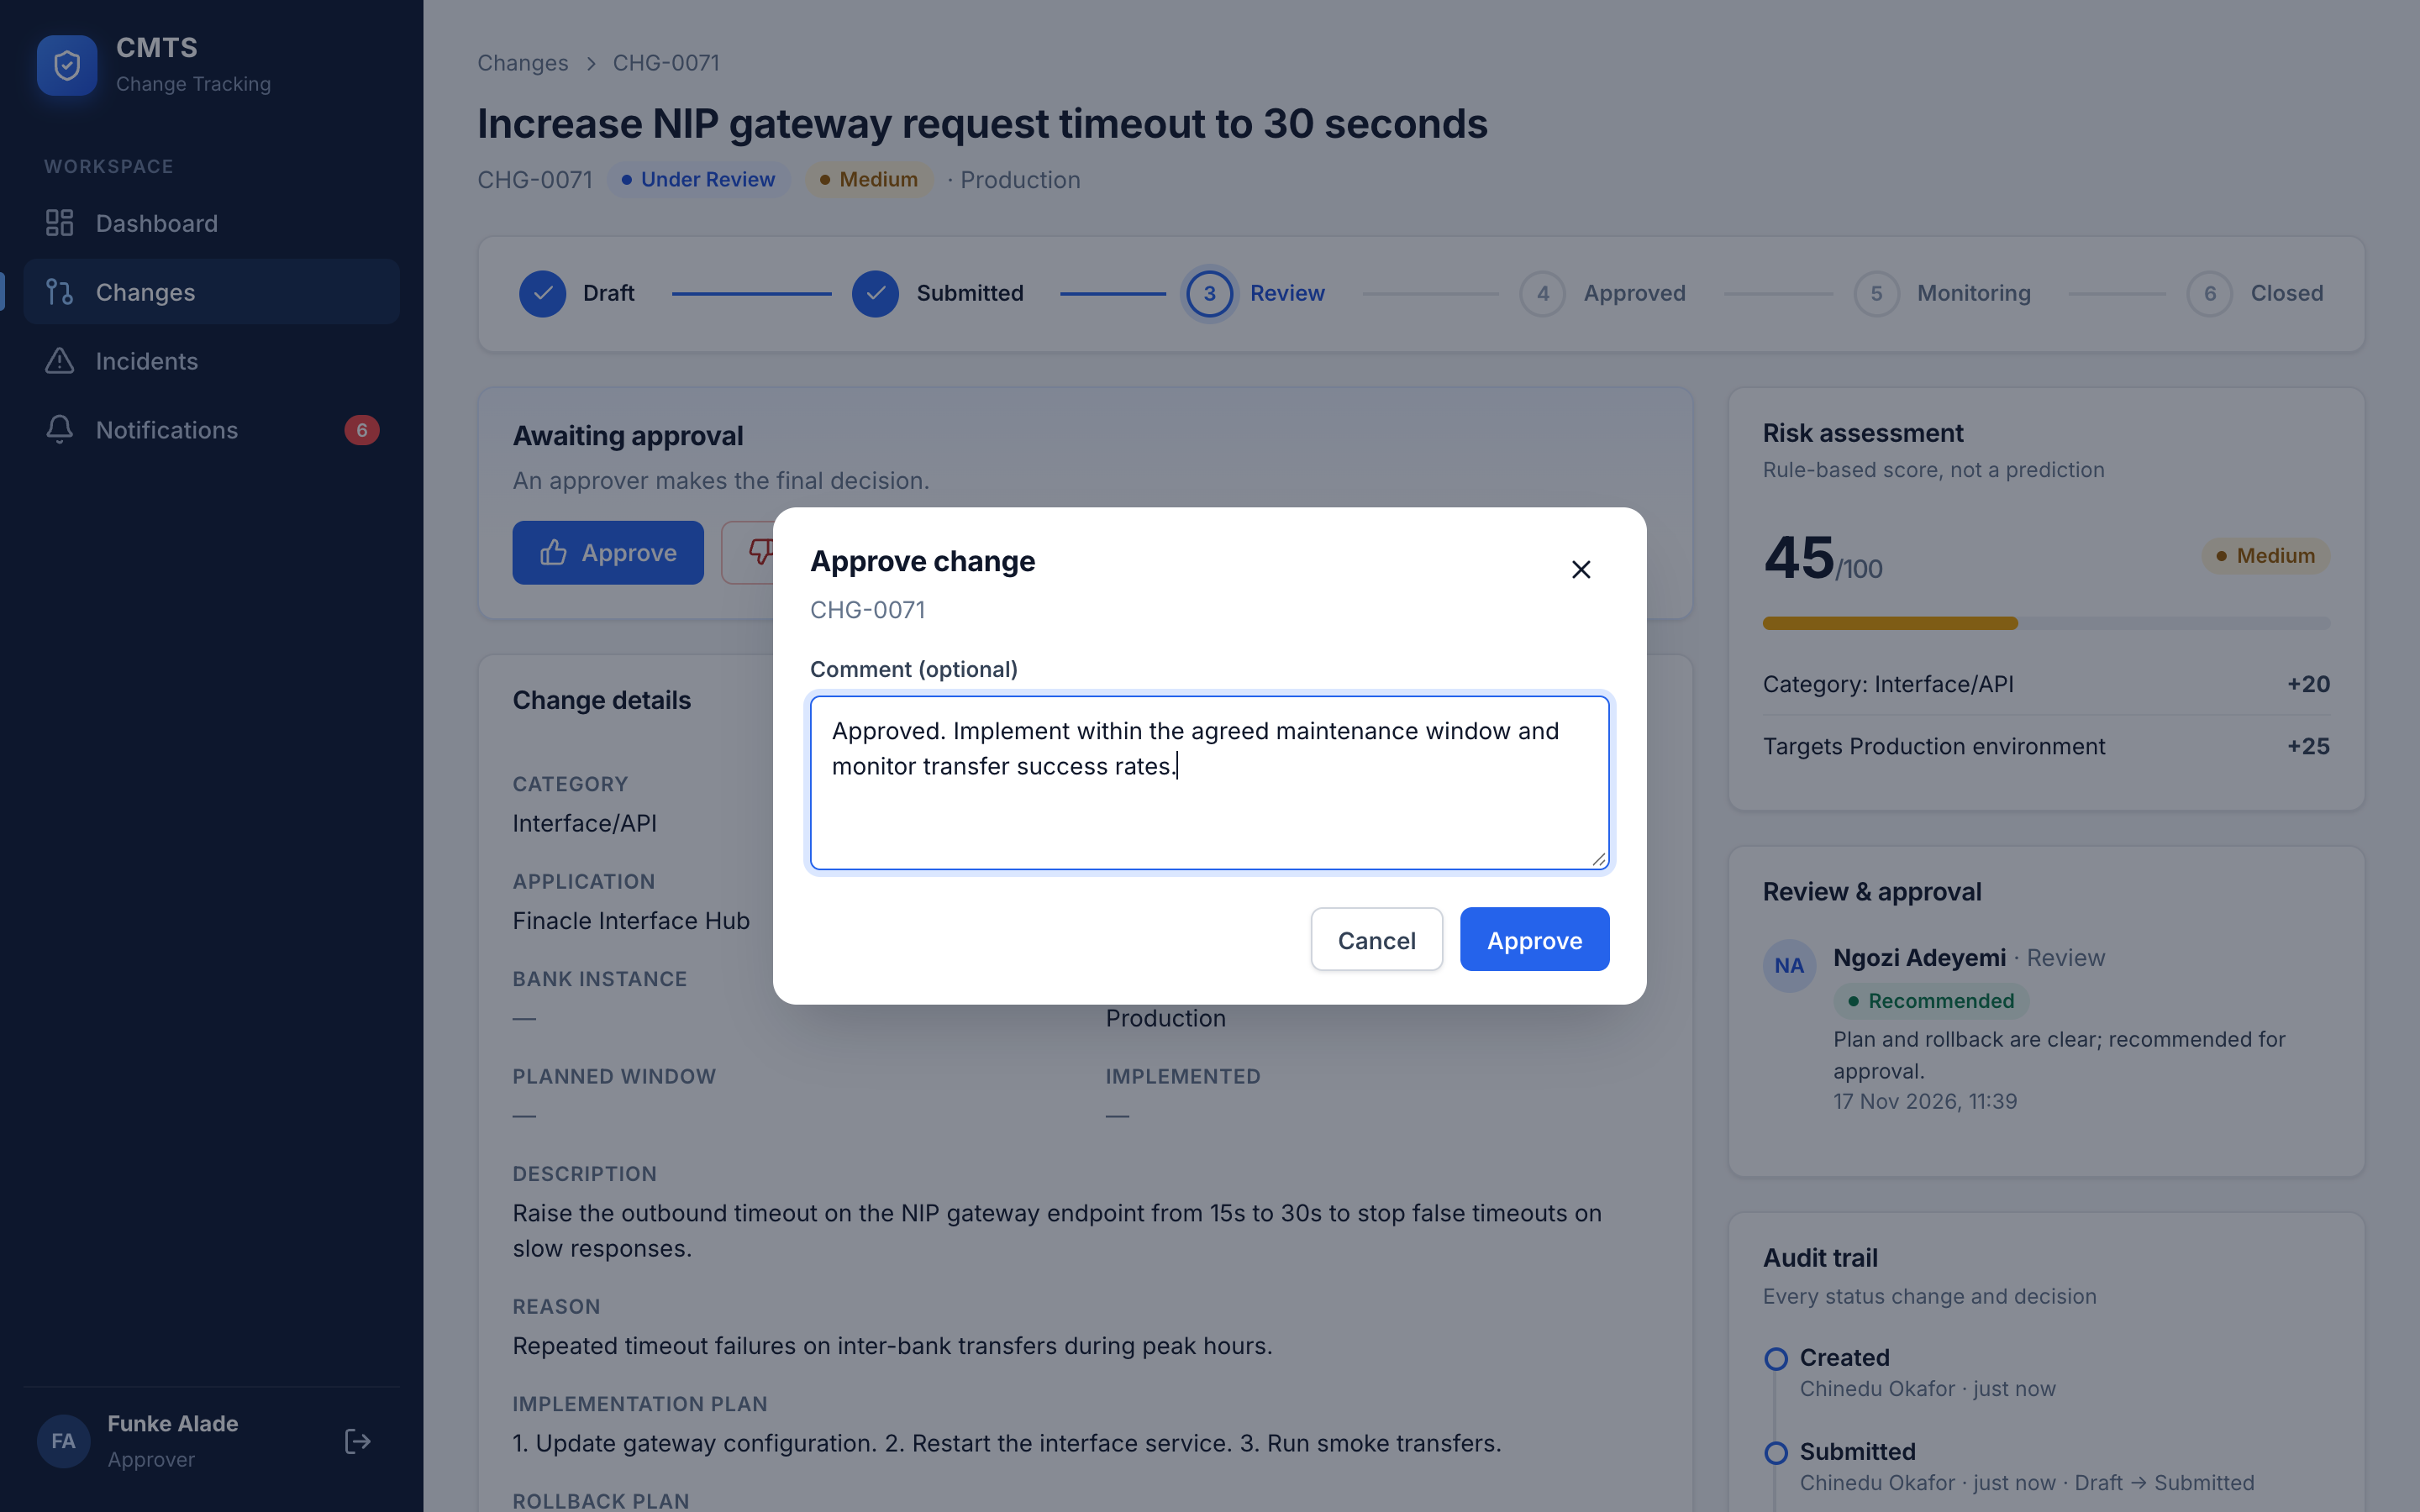 CMTS
Change Tracking
WORKSPACE
Dashboard
Changes
Incidents
Notifications
6
Funke Alade
FA
Approver
Changes > CHG-0071
Increase NIP gateway request timeout to 30 seconds
CHG-0071 Under Review Medium · Production
Draft Submitted 3 Review 4 Approved 5 Monitoring 6 Closed
Awaiting approval
An approver makes the final decision.
Approve
Approve change
CHG-0071
Comment (optional)
Approved. Implement within the agreed maintenance window and
monitor transfer success rates.
Cancel Approve
Change details
CATEGORY
Interface/API
APPLICATION
Finacle Interface Hub
BANK INSTANCE
—
Production
PLANNED WINDOW IMPLEMENTED
— —
DESCRIPTION
Raise the outbound timeout on the NIP gateway endpoint from 15s to 30s to stop false timeouts on
slow responses.
REASON
Repeated timeout failures on inter-bank transfers during peak hours.
IMPLEMENTATION PLAN
1. Update gateway configuration. 2. Restart the interface service. 3. Run smoke transfers.
ROLLBACK PLAN
Risk assessment
Rule-based score, not a prediction
45/100 Medium
Category: Interface/API +20
Targets Production environment +25
Review & approval
NA
Ngozi Adeyemi · Review
Recommended
Plan and rollback are clear; recommended for
approval.
17 Nov 2026, 11:39
Audit trail
Every status change and decision
Created
Chinedu Okafor · just now
Submitted
Chinedu Okafor · just now · Draft → Submitted